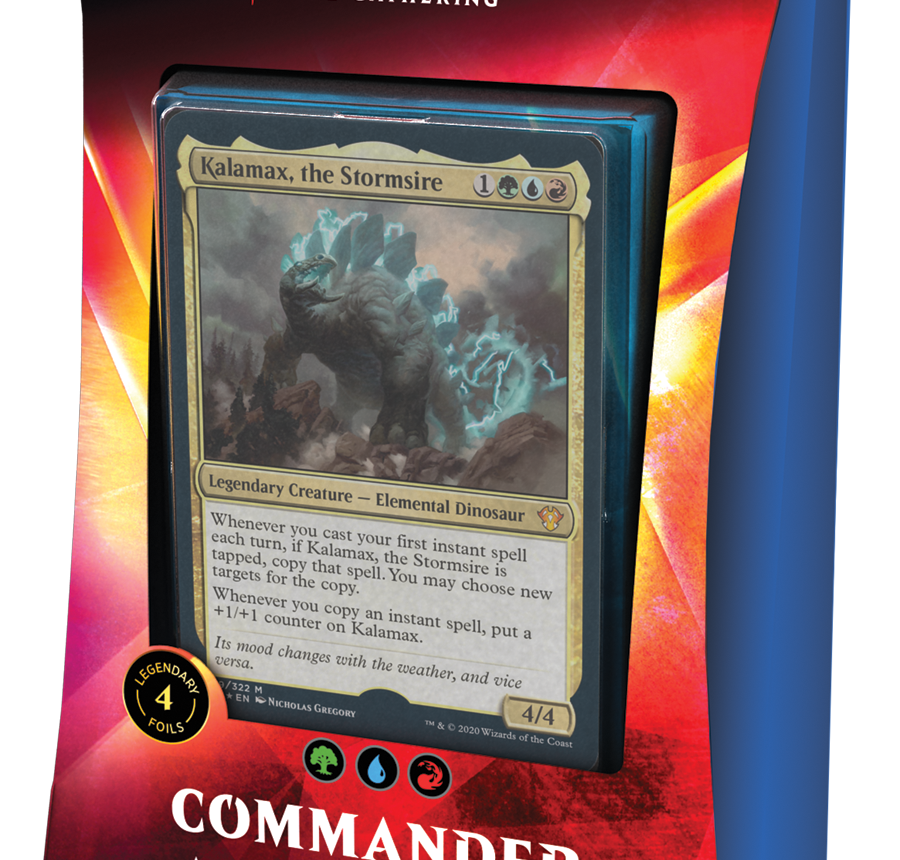 GATHERING
Kalamax, the Stormsire 1
Legendary Creature — Elemental Dinosaur
Whenever you cast your first instant spell
each turn, if Kalamax, the Stormsire is
tapped, copy that spell. You may choose new
targets for the copy.
Whenever you copy an instant spell, put a
+1/+1 counter on Kalamax.
Its mood changes with the weather, and vice
versa.
4/4
/322 M
EN NICHOLAS GREGORY
™ & © 2020 Wizards of the Coast
LEGENDARY
4
FOILS
COMMANDER